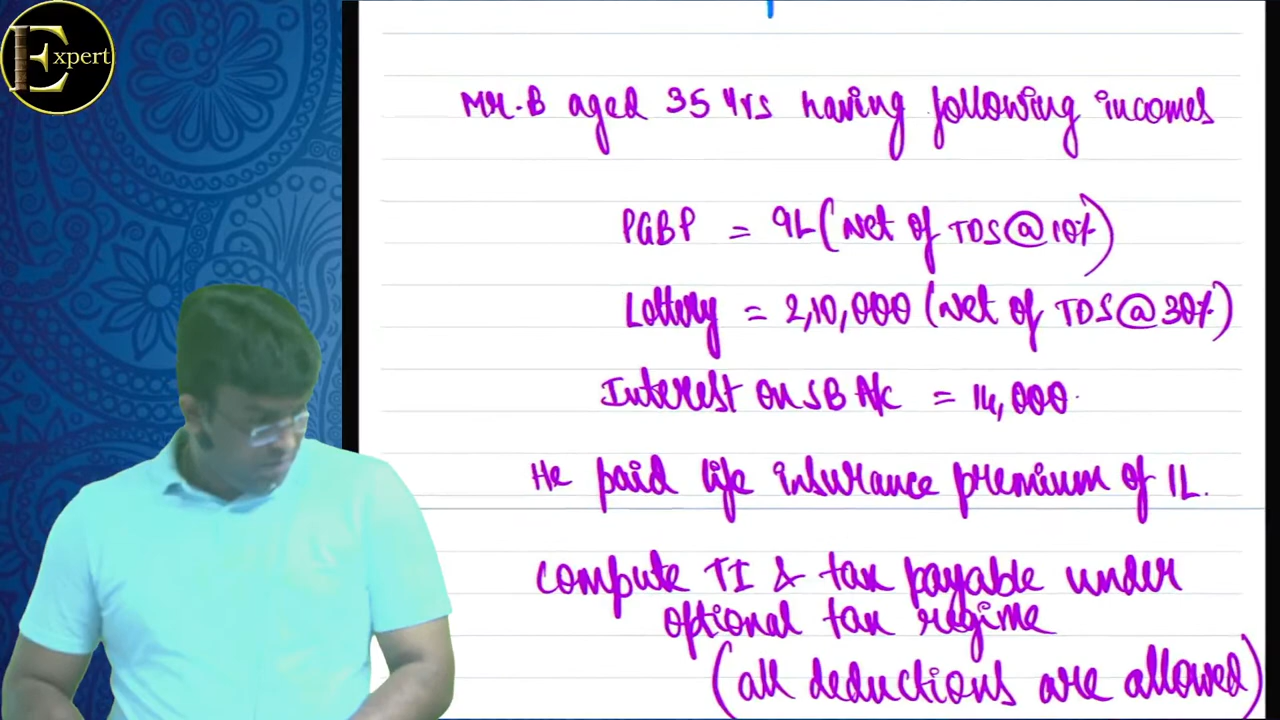 Expert
Mr. B aged 35 Yrs having following incomes
PGBP = 9L (Net of TDS @ 10%)
Lottery = 2,10,000 (Net of TDS @ 30%)
Interest on SB A/c = 14,000.
He paid life insurance premium of 1L.
compute TI & tax payable under
optional tax regime
(all deductions are allowed)